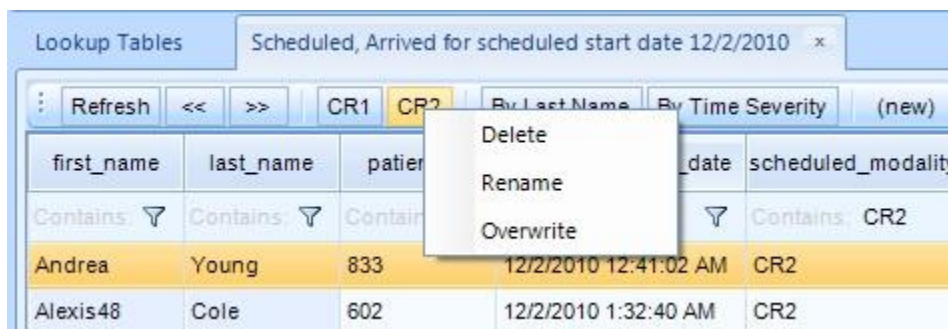 Lookup Tables Scheduled, Arrived for scheduled start date 12/2/2010 x
Refresh << >> CR1 CR2 By Last Name By Time Severity (new)
Delete
Rename
Overwrite
first_name last_name _date
Contains: Contains: Contains: CR2
Andrea Young 833 12/2/2010 12:41:02 AM CR2
Alexis48 Cole 602 12/2/2010 1:32:40 AM CR2